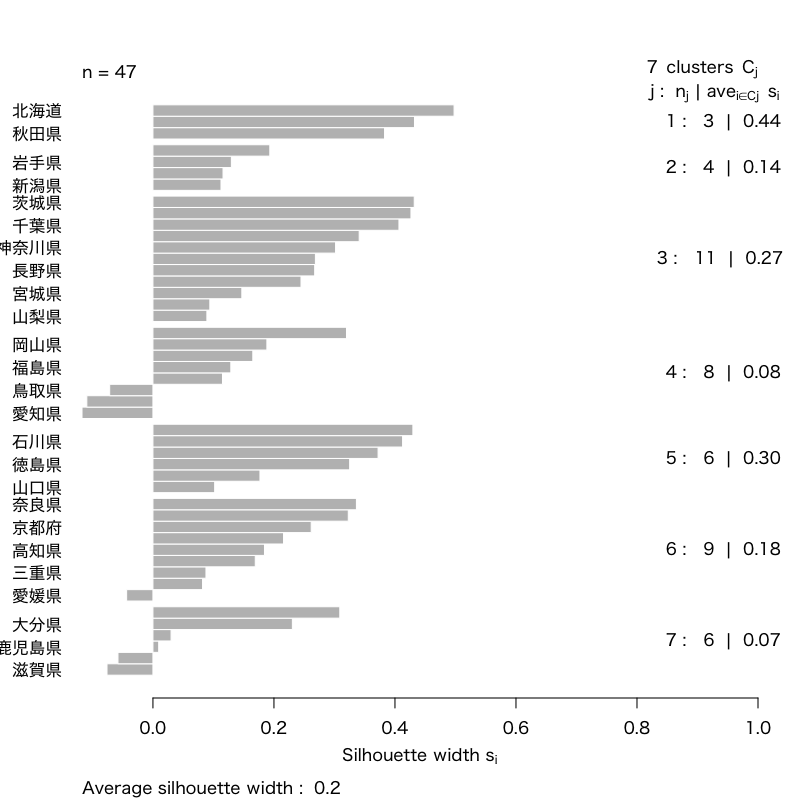 n = 47
7 clusters Cj
j : nj | ave i∈Cj si
北海道
1 : 3 | 0.44
秋田県
岩手県
2 : 4 | 0.14
新潟県
茨城県
千葉県
神奈川県
3 : 11 | 0.27
長野県
宮城県
山梨県
岡山県
福島県
4 : 8 | 0.08
鳥取県
愛知県
石川県
5 : 6 | 0.30
徳島県
山口県
奈良県
京都府
高知県
6 : 9 | 0.18
三重県
愛媛県
大分県
7 : 6 | 0.07
鹿児島県
滋賀県
0.0 0.2 0.4 0.6 0.8 1.0
Silhouette width si
Average silhouette width : 0.2